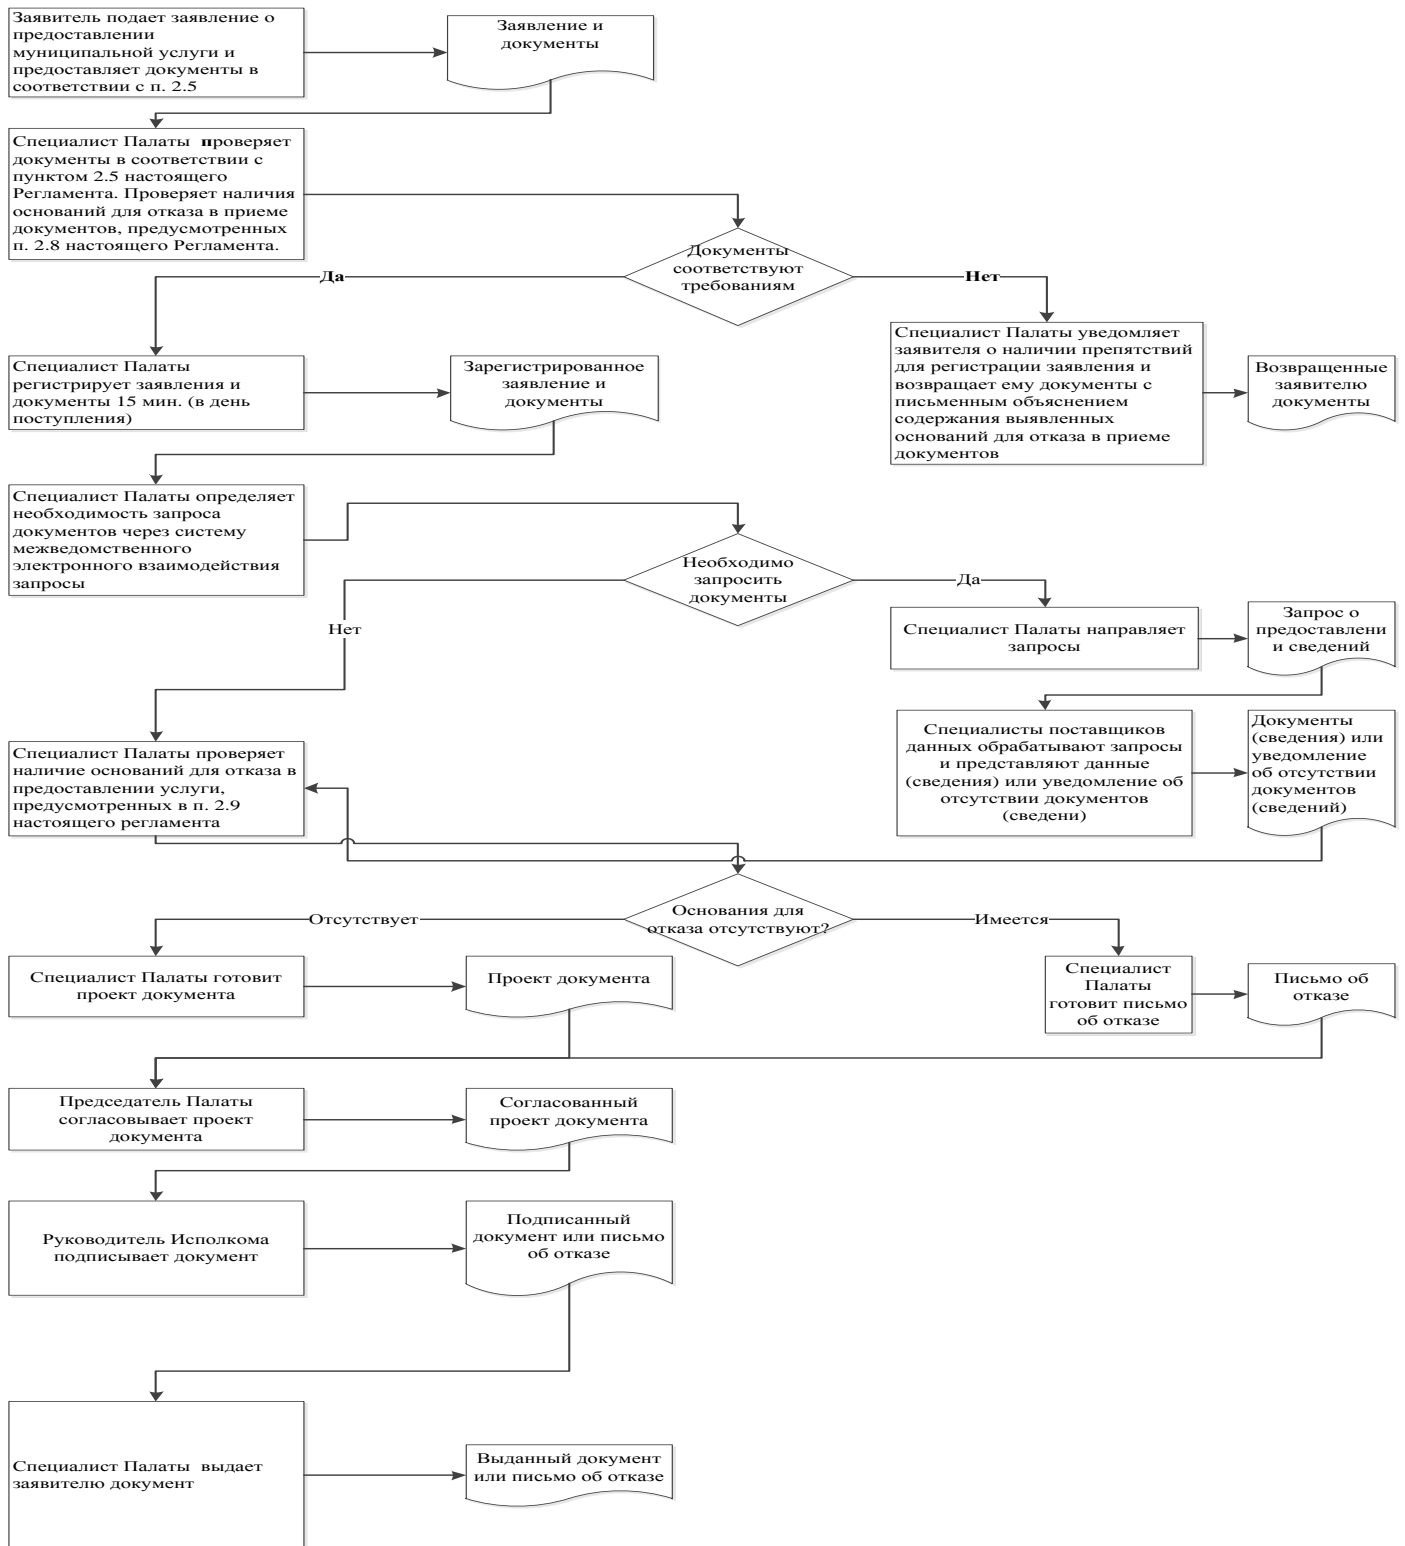 Заявитель подает заявление о
предоставлении
муниципальной услуги и
предоставляет документы в
соответствии с п. 2.5
Заявление и
документы
Специалист Палаты  проверяет
документы в соответствии с
пунктом 2.5 настоящего
Регламента. Проверяет наличия
оснований для отказа в приеме
документов, предусмотренных
п. 2.8 настоящего Регламента.
Документы
соответствуют
требованиям
Да
Нет
Специалист Палаты
регистрирует заявления и
документы 15 мин. (в день
поступления)
Зарегистрированное
заявление и
документы
Специалист Палаты уведомляет
заявителя о наличии препятствий
для регистрации заявления и
возвращает ему документы с
письменным объяснением
содержания выявленных
оснований для отказа в приеме
документов
Возвращенные
заявителю
документы
Специалист Палаты определяет
необходимость запроса
документов через систему
межведомственного
электронного взаимодействия
запросы
Необходимо
запросить
документы
Да
Нет
Специалист Палаты направляет
запросы
Запрос о
предоставлени
и сведений
Специалисты поставщиков
данных обрабатывают запросы
и представляют данные
(сведения) или уведомление об
отсутствии документов
(сведени)
Документы
(сведения) или
уведомление
об отсутствии
документов
(сведений)
Специалист Палаты проверяет
наличие оснований для отказа в
предоставлении услуги,
предусмотренных в п. 2.9
настоящего регламента
Основания для
отказа отсутствуют?
Отсутствует
Имеется
Специалист Палаты готовит
проект документа
Проект документа
Специалист
Палаты
готовит письмо
об отказе
Письмо об
отказе
Председатель Палаты
согласовывает проект
документа
Согласованный
проект документа
Руководитель Исполкома
подписывает документ
Подписанный
документ или письмо
об отказе
Специалист Палаты  выдает
заявителю документ
Выданный документ
или письмо об отказе